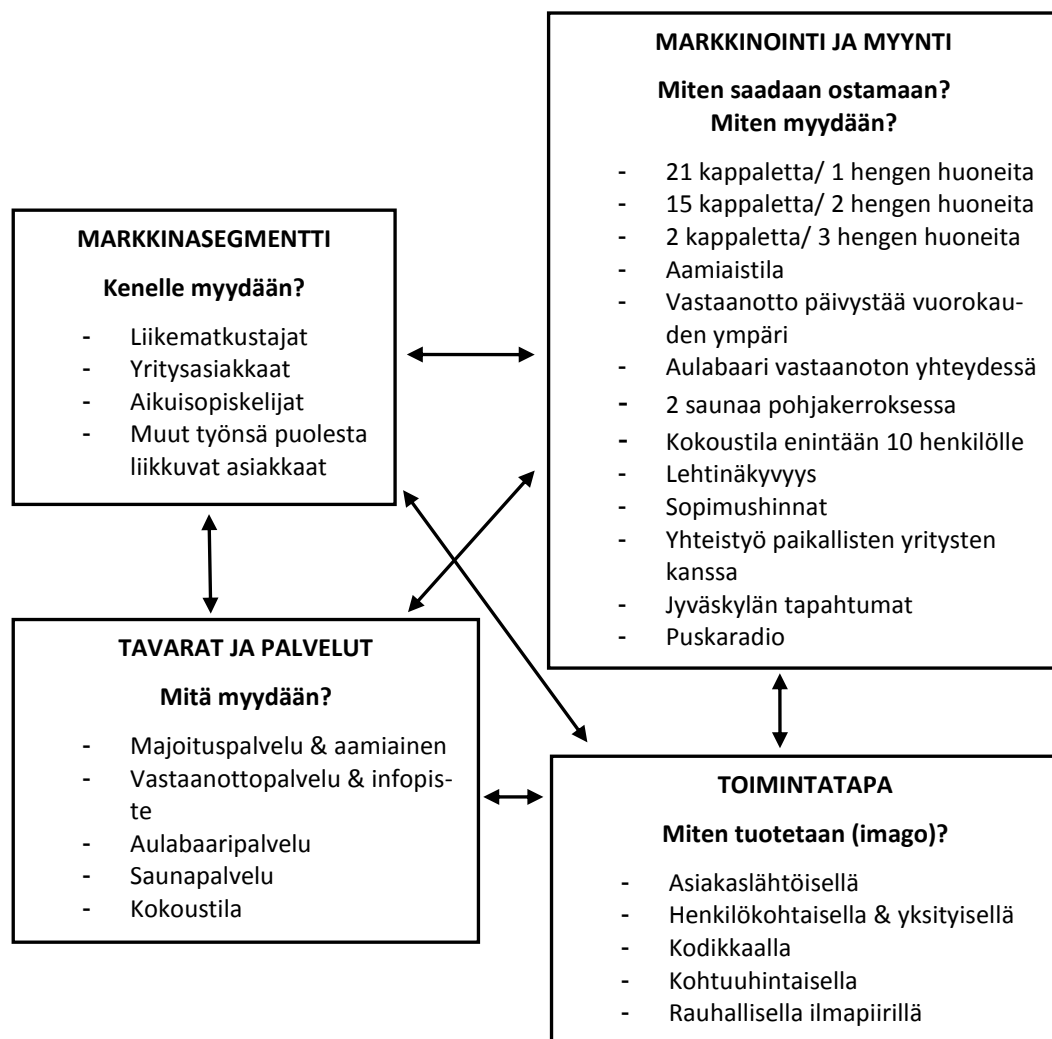 MARKKINOINTI JA MYYNTI
Miten saadaan ostamaan?
Miten myydään?
- 21 kappaletta/ 1 hengen huoneita
- 15 kappaletta/ 2 hengen huoneita
- 2 kappaletta/ 3 hengen huoneita
- Aamiaistila
- Vastaanotto päivystää vuorokau-
den ympäri
- Aulabaari vastaanoton yhteydessä
- 2 saunaa pohjakerroksessa
- Kokoustila enintään 10 henkilölle
- Lehtinäkyvyys
- Sopimushinnat
- Yhteistyö paikallisten yritysten
kanssa
- Jyväskylän tapahtumat
- Puskaradio
MARKKINASEGMENTTI
Kenelle myydään?
- Liikematkustajat
- Yritysasiakkaat
- Aikuisopiskelijat
- Muut työnsä puolesta
liikkuvat asiakkaat
TAVARAT JA PALVELUT
Mitä myydään?
- Majoituspalvelu & aamiainen
- Vastaanottopalvelu & infopis-
te
- Aulabaaripalvelu
- Saunapalvelu
- Kokoustila
TOIMINTATAPA
Miten tuotetaan (imago)?
- Asiakaslähtöisellä
- Henkilökohtaisella & yksityisellä
- Kodikkaalla
- Kohtuuhintaisella
- Rauhallisella ilmapiirillä